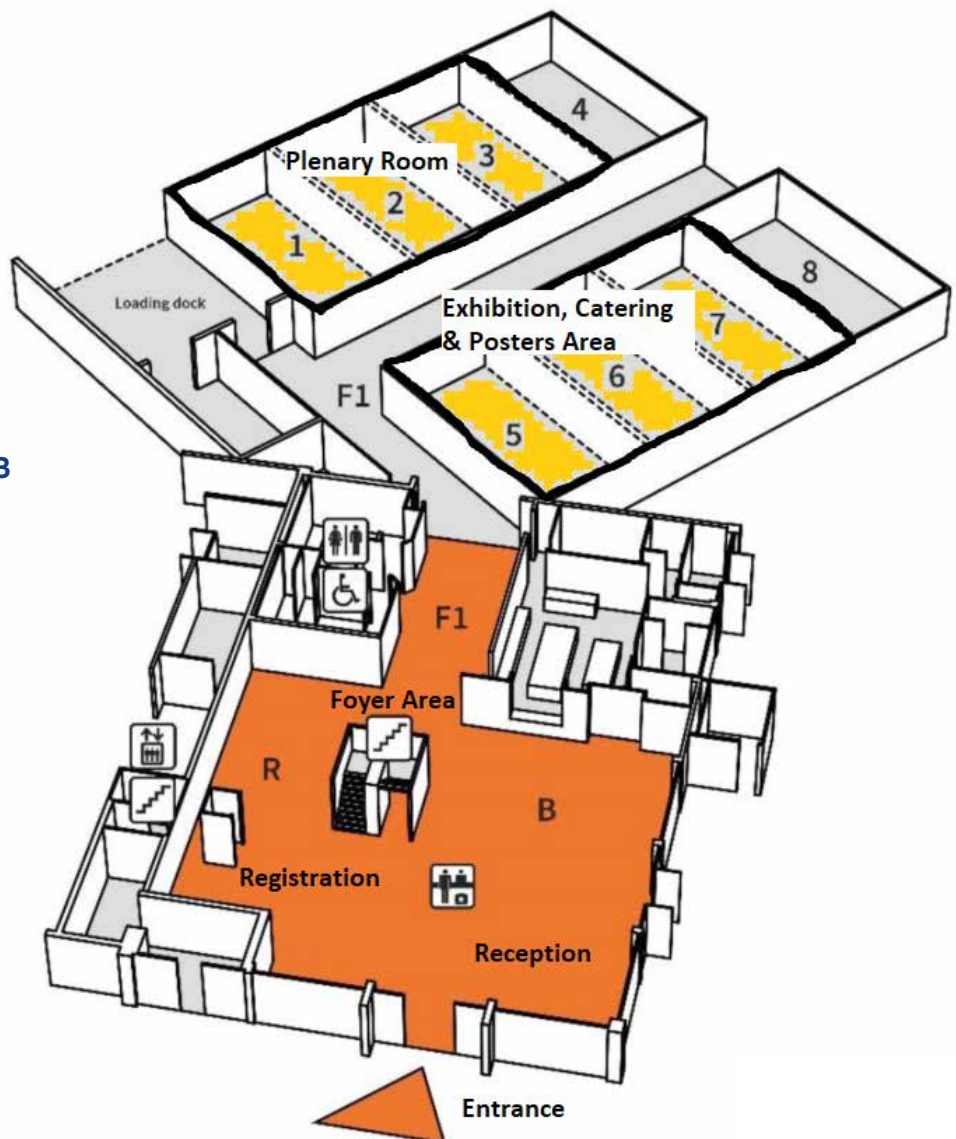 4
3
Plenary Room
2
1
8
Loading dock
Exhibition, Catering
& Posters Area
7
6
F1
5
3
F1
Foyer Area
R
B
Registration
Reception
Entrance